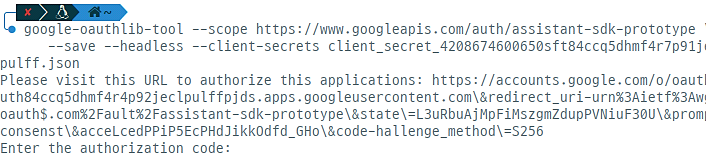 ~
google-oauthlib-tool --scope https://www.googleapis.com/auth/assistant-sdk-prototype \
--save --headless --client-secrets client_secret_4208674600650sft84ccq5dhmf4r7p91je
pulff.json
Please visit this URL to authorize this applications: https://accounts.google.com/o/oauth
uth84ccq5dhmf4r4p92jeclpulffpjds.apps.googleusercontent.com\&redirect_uri-urn%3Aietf%3Awg
oauth$.com%2Fault%2Fassistant-sdk-prototype\&state\=L3uRbuAjMpFiMszgmZdupPVNiuF30U\&promp
consenst\&acceLcedPPiP5EcPHdJikkOdfd_GHo\&code-hallenge_method\=S256
Enter the authorization code: